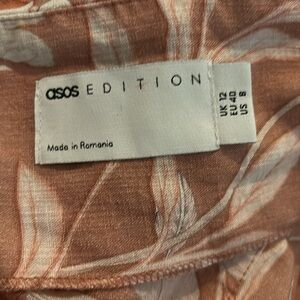 asos EDITION
Made in Romania
UK 12
EU 40
US 8